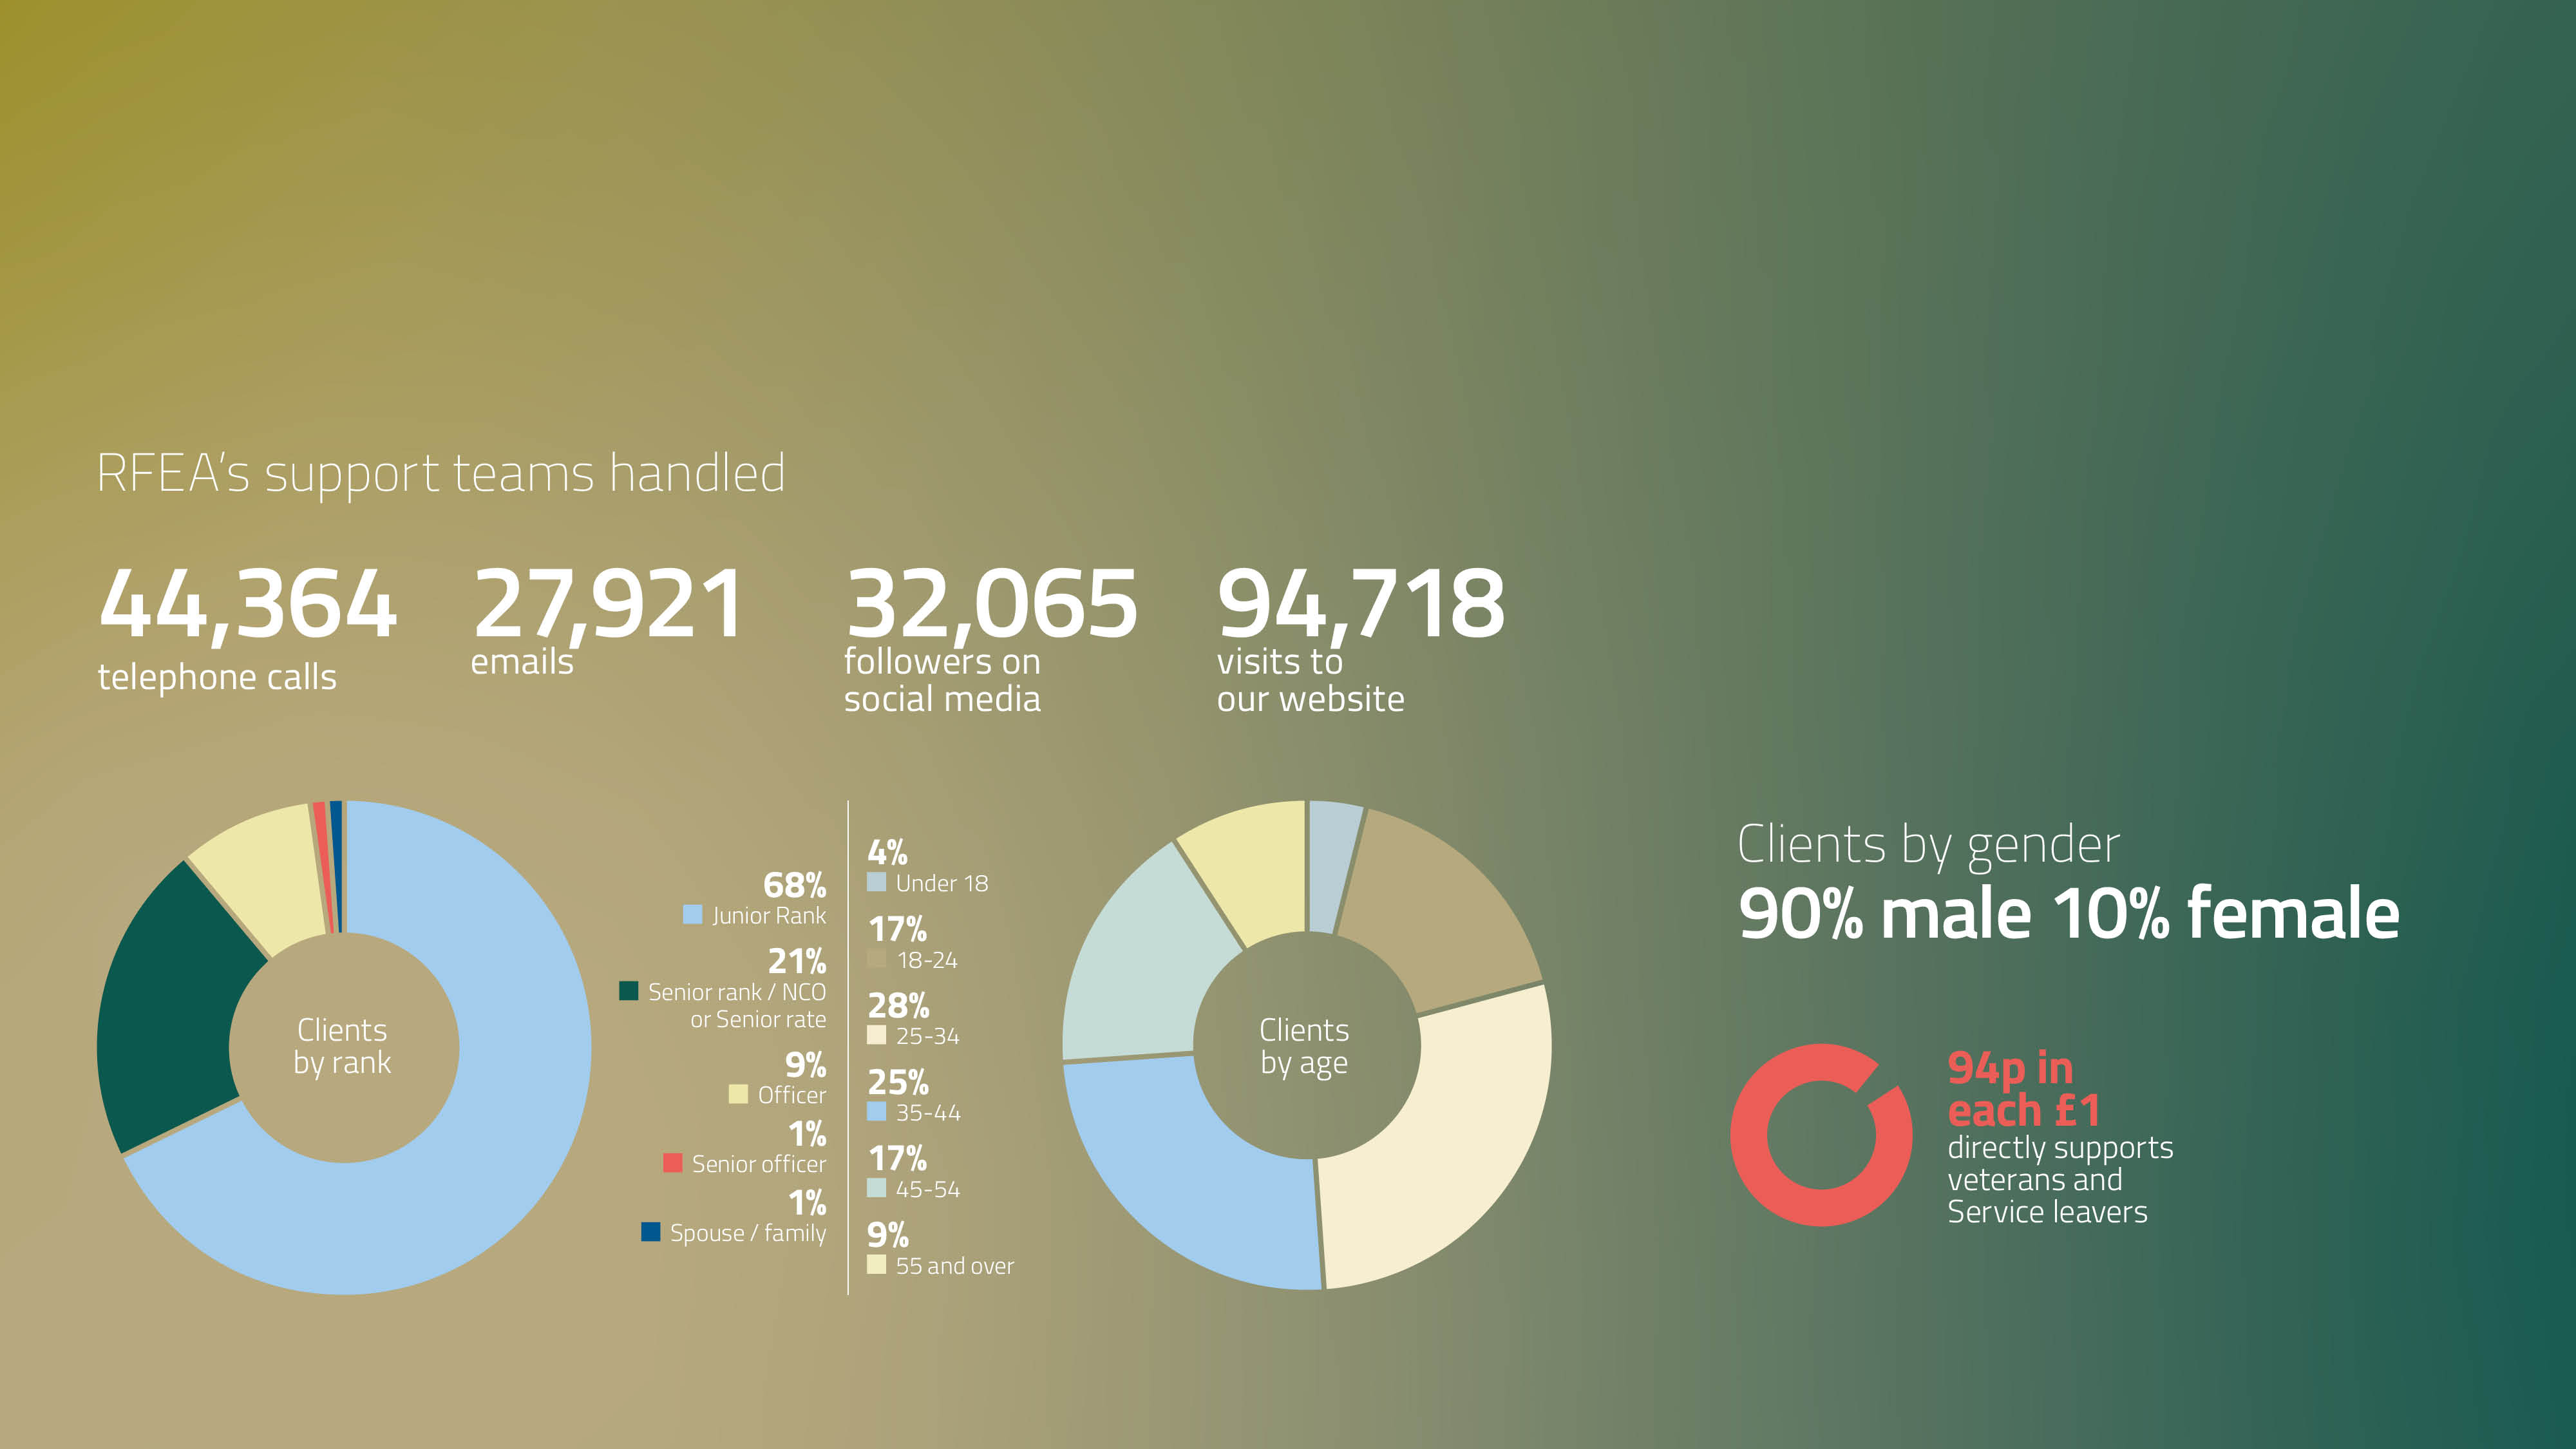 RFEA’s support teams handled
44,364
telephone calls
27,921
emails
32,065
followers on
social media
94,718
visits to
our website
Clients
by rank
68%
Junior Rank
21%
Senior rank / NCO
or Senior rate
9%
Officer
1%
Senior officer
1%
Spouse / family
4%
Under 18
17%
18-24
28%
25-34
25%
35-44
17%
45-54
9%
55 and over
Clients
by age
Clients by gender
90% male 10% female
94p in
each £1
directly supports
veterans and
Service leavers